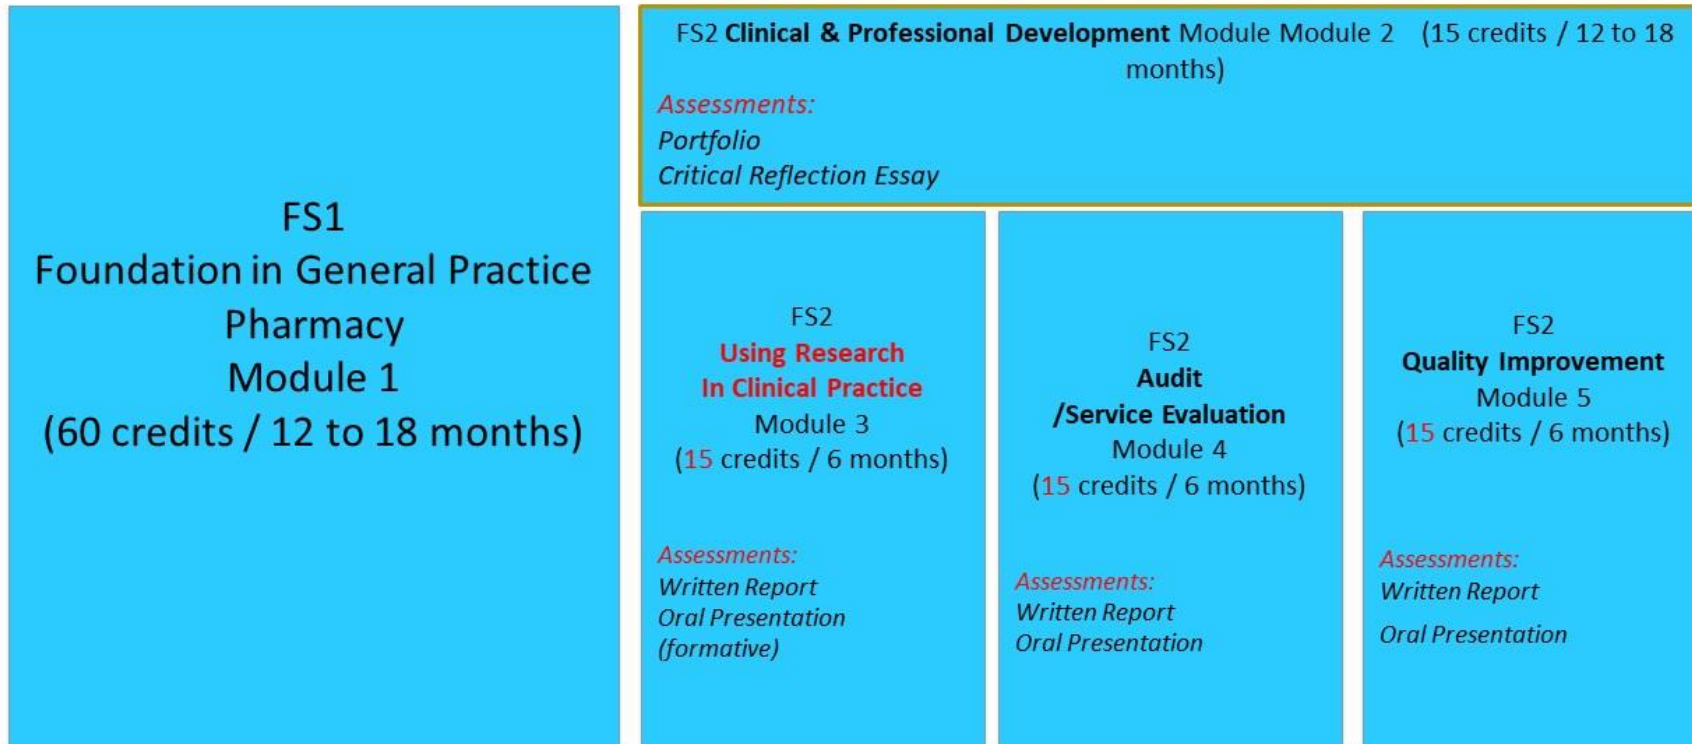 FS1
Foundation in General Practice
Pharmacy
Module 1
(60 credits / 12 to 18 months)
FS2 Clinical & Professional Development Module Module 2 (15 credits / 12 to 18
months)
Assessments:
Portfolio
Critical Reflection Essay
FS2
Using Research
In Clinical Practice
Module 3
(15 credits / 6 months)
Assessments:
Written Report
Oral Presentation
(formative)
FS2
Audit
/Service Evaluation
Module 4
(15 credits / 6 months)
Assessments:
Written Report
Oral Presentation
FS2
Quality Improvement
Module 5
(15 credits / 6 months)
Assessments:
Written Report
Oral Presentation